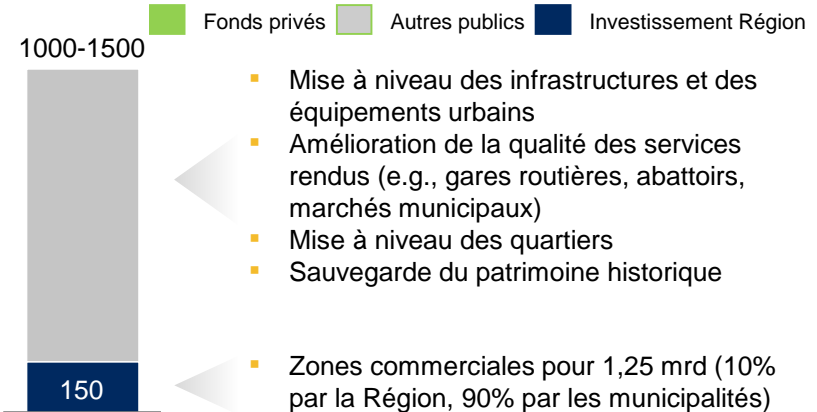 Fonds privés Autres publics Investissement Région
1000-1500
Mise à niveau des infrastructures et des
équipements urbains
Amélioration de la qualité des services
rendus (e.g., gares routières, abattoirs,
marchés municipaux)
Mise à niveau des quartiers
Sauvegarde du patrimoine historique
150
Zones commerciales pour 1,25 mrd (10%
par la Région, 90% par les municipalités)